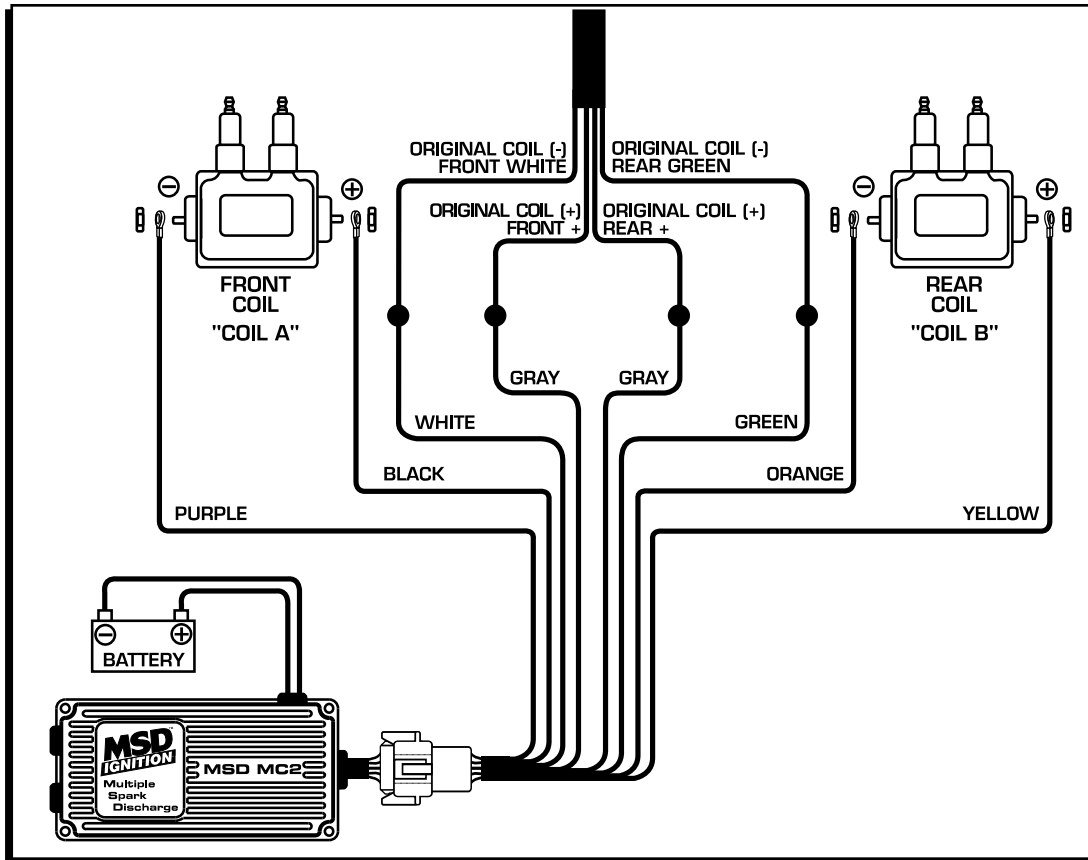 ORIGINAL COIL (-)
FRONT WHITE
ORIGINAL COIL (-)
REAR GREEN
ORIGINAL COIL (+)
FRONT +
ORIGINAL COIL (+)
REAR +
−
+
−
+
FRONT
COIL
"COIL A"
REAR
COIL
"COIL B"
GRAY
GRAY
WHITE
GREEN
BLACK
ORANGE
PURPLE
YELLOW
− +
BATTERY
MSD
IGNITION
Multiple
Spark
Discharge
MSD MC2